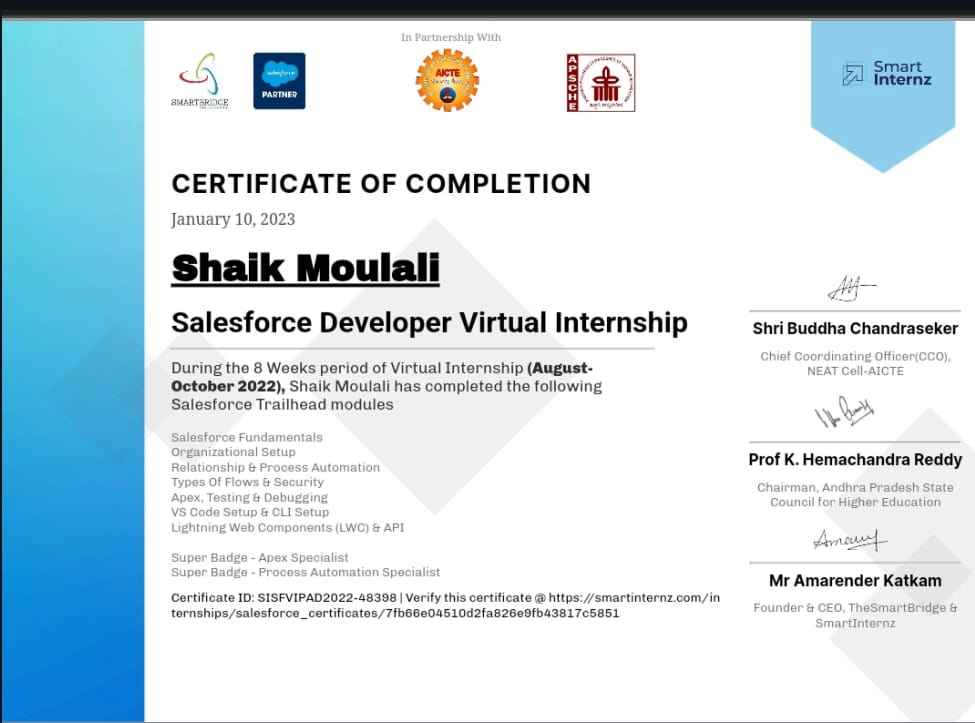 In Partnership With
SMARTBRIDGE
salesforce
PARTNER
AICTE
APSCHE
Smart
Internz
CERTIFICATE OF COMPLETION
January 10, 2023
Shaik Moulali
Salesforce Developer Virtual Internship
During the 8 Weeks period of Virtual Internship (August-
October 2022), Shaik Moulali has completed the following
Salesforce Trailhead modules
Salesforce Fundamentals
Organizational Setup
Relationship & Process Automation
Types Of Flows & Security
Apex, Testing & Debugging
VS Code Setup & CLI Setup
Lightning Web Components (LWC) & API
Super Badge - Apex Specialist
Super Badge - Process Automation Specialist
Certificate ID: SISFVIPAD2022-48398 | Verify this certificate @ https://smartinternz.com/in
ternships/salesforce_certificates/7fb66e04510d2fa826e9fb43817c5851
Shri Buddha Chandraseker
Chief Coordinating Officer(CCO),
NEAT Cell-AICTE
Prof K. Hemachandra Reddy
Chairman, Andhra Pradesh State
Council for Higher Education
Mr Amarender Katkam
Founder & CEO, TheSmartBridge &
SmartInternz